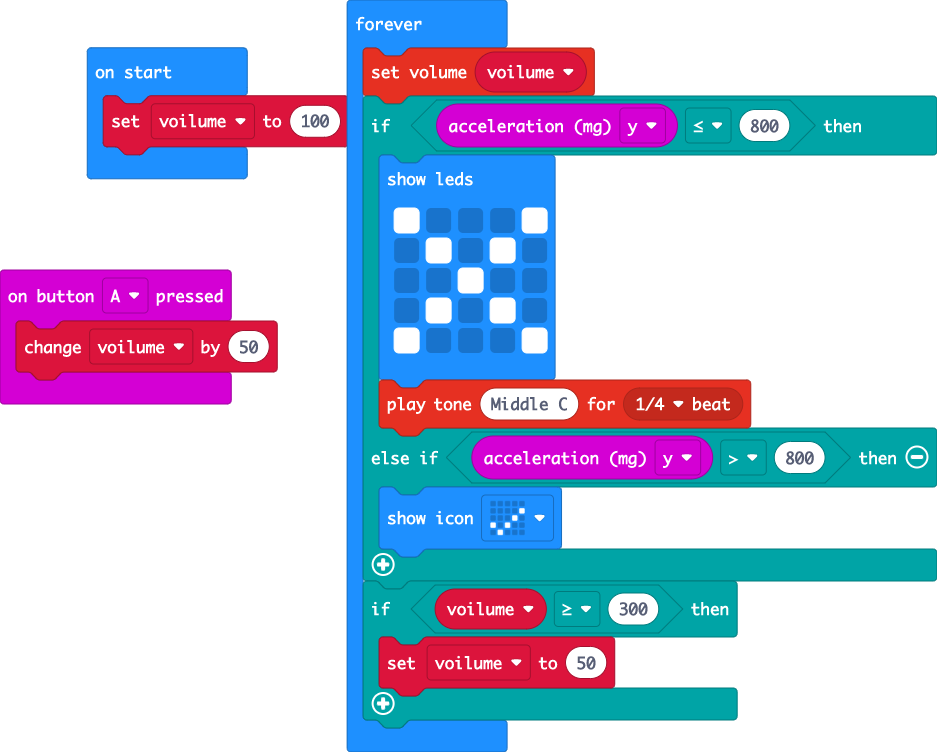 on start
set voilume to 100
on button A pressed
change voilume by 50
forever
set volume voilume
if acceleration (mg) y ≤ 800 then
show leds
play tone Middle C for 1/4 beat
else if acceleration (mg) y > 800 then
show icon
if voilume ≥ 300 then
set voilume to 50